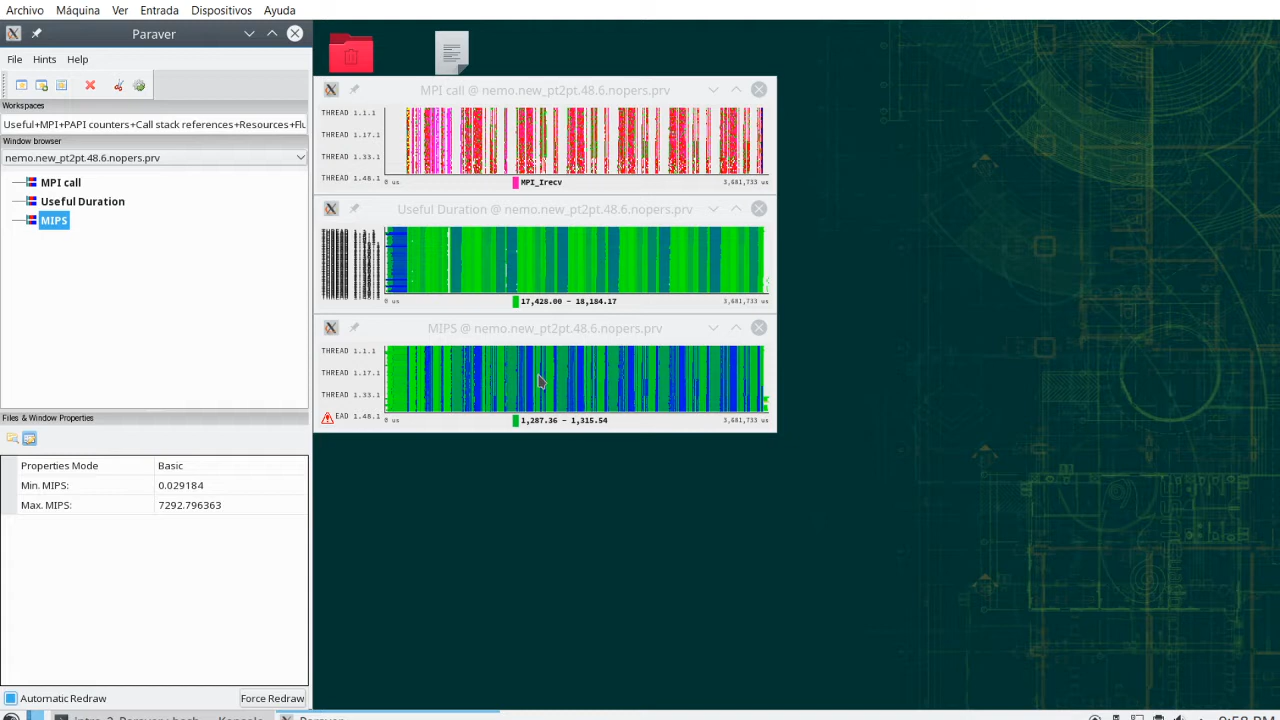 Archivo Máquina Ver Entrada Dispositivos Ayuda
Paraver
File Hints Help
Workspaces
Useful+MPI+PAPI counters+Call stack references+Resources+Flu
Window browser
nemo.new_pt2pt.48.6.nopers.prv
MPI call
Useful Duration
MIPS
Files & Window Properties
Properties Mode Basic
Min. MIPS: 0.029184
Max. MIPS: 7292.796363
Automatic Redraw Force Redraw
MPI call @ nemo.new_pt2pt.48.6.nopers.prv
THREAD 1.1.1
THREAD 1.17.1
THREAD 1.33.1
THREAD 1.48.1
0 us MPI_Irecv 3,681,733 us
Useful Duration @ nemo.new_pt2pt.48.6.nopers.prv
0 us 17,428.00 - 18,184.17 3,681,733 us
MIPS @ nemo.new_pt2pt.48.6.nopers.prv
THREAD 1.1.1
THREAD 1.17.1
THREAD 1.33.1
EAD 1.48.1
0 us 1,287.36 - 1,315.54 3,681,733 us
Paraver